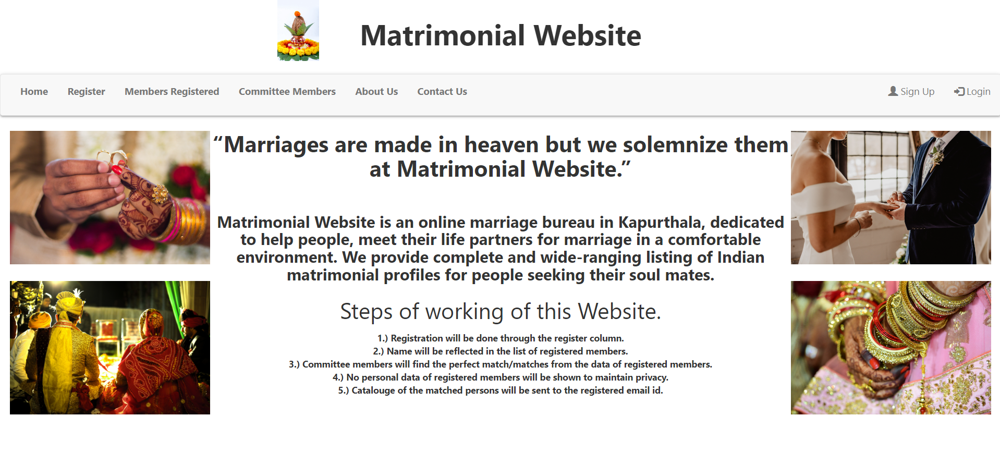 Matrimonial Website
Home Register Members Registered Committee Members About Us Contact Us Sign Up Login
“Marriages are made in heaven but we solemnize them
at Matrimonial Website.”
Matrimonial Website is an online marriage bureau in Kapurthala, dedicated
to help people, meet their life partners for marriage in a comfortable
environment. We provide complete and wide-ranging listing of Indian
matrimonial profiles for people seeking their soul mates.
Steps of working of this Website.
1.) Registration will be done through the register column.
2.) Name will be reflected in the list of registered members.
3.) Committee members will find the perfect match/matches from the data of registered members.
4.) No personal data of registered members will be shown to maintain privacy.
5.) Catalouge of the matched persons will be sent to the registered email id.